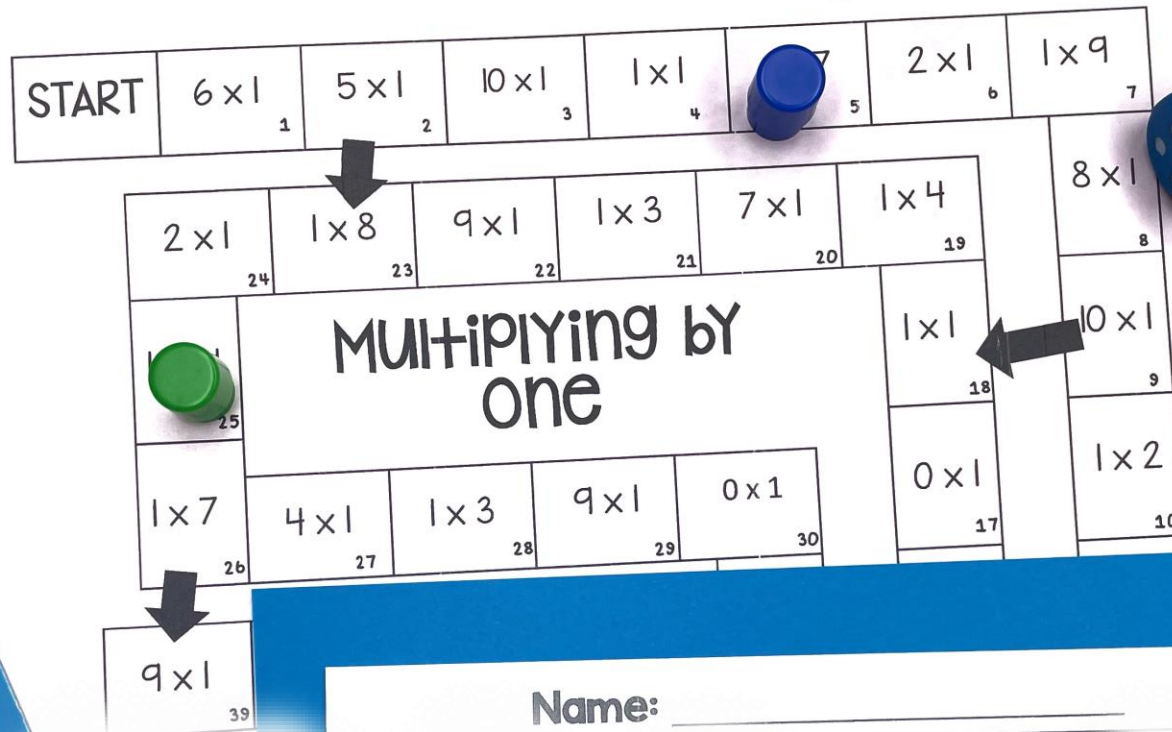 START
6 x 1
1
5 x 1
2
10 x 1
3
1 x 1
4
5
2 x 1
6
1 x 9
7
8 x 1
8
2 x 1
24
1 x 8
23
9 x 1
22
1 x 3
21
7 x 1
20
1 x 4
19
10 x 1
9
1 x 1
18
25
Multiplying by
one
1 x 2
0 x 1
17
1 x 7
26
4 x 1
27
1 x 3
28
9 x 1
29
0 x 1
30
9 x 1
39
Name: